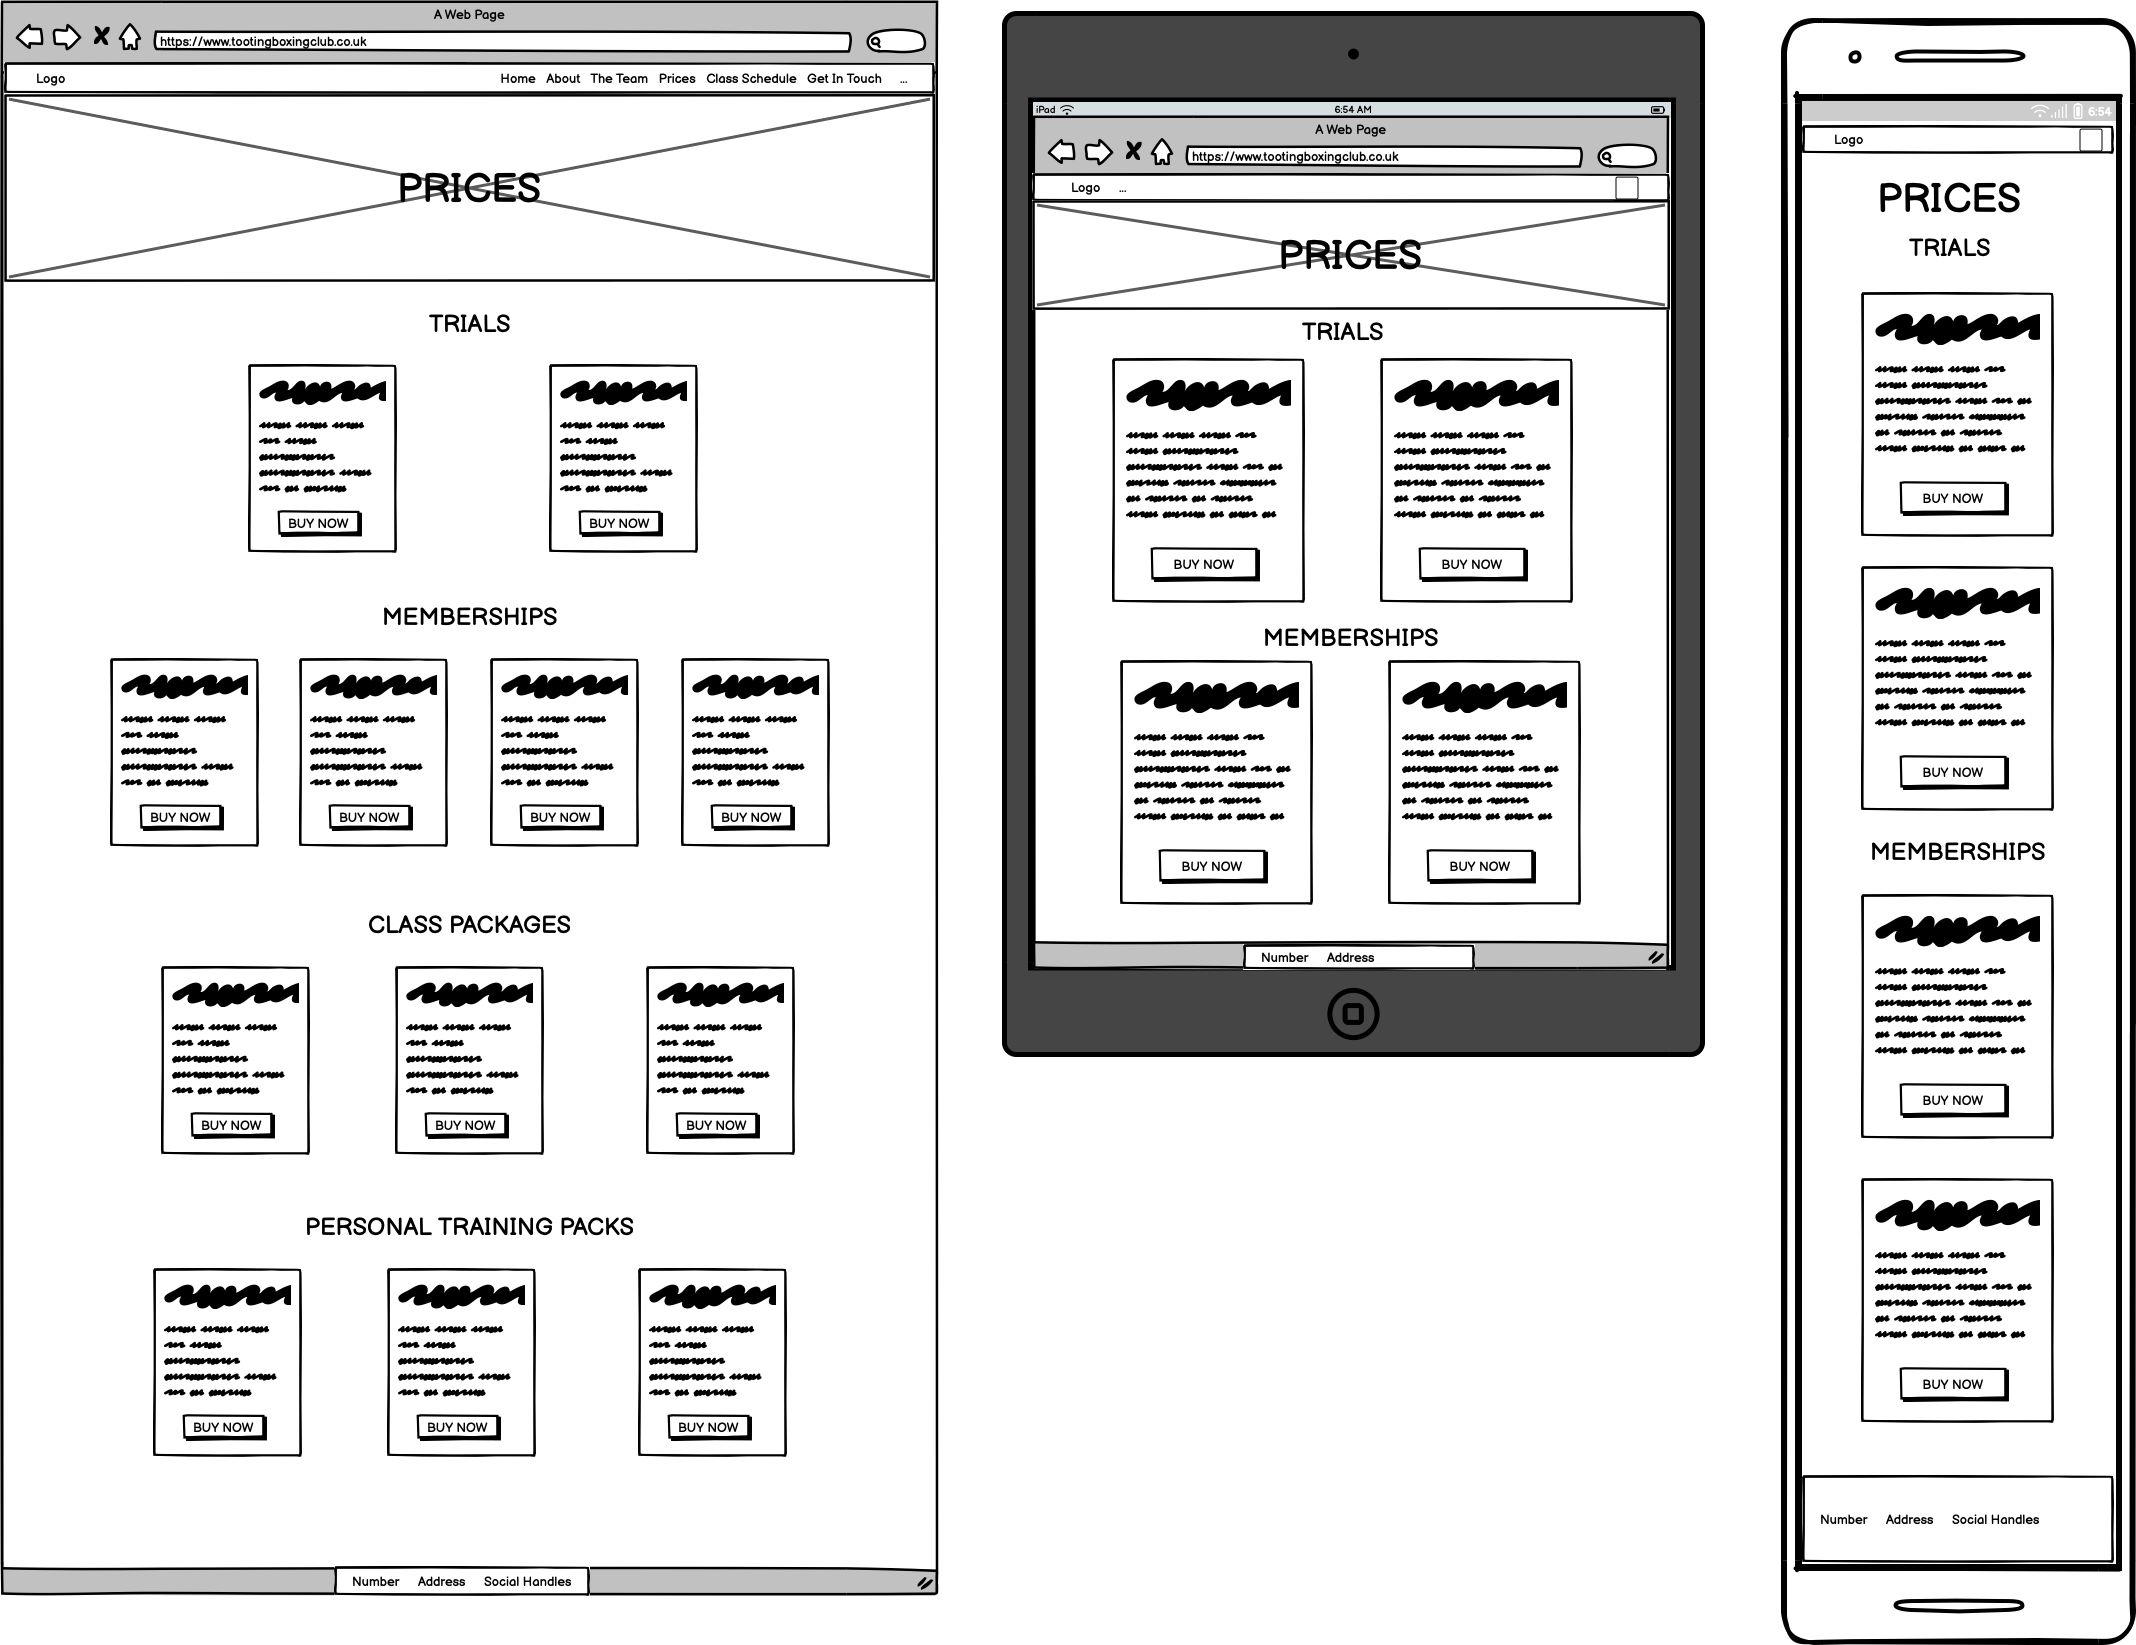 A Web Page
https://www.tootingboxingclub.co.uk
Logo Home About The Team Prices Class Schedule Get In Touch ...
PRICES
TRIALS
BUY NOW BUY NOW
MEMBERSHIPS
BUY NOW BUY NOW BUY NOW BUY NOW
CLASS PACKAGES
BUY NOW BUY NOW BUY NOW
PERSONAL TRAINING PACKS
BUY NOW BUY NOW BUY NOW
Number Address Social Handles
iPad 6:54 AM
A Web Page
https://www.tootingboxingclub.co.uk
Logo ...
PRICES
TRIALS
BUY NOW BUY NOW
MEMBERSHIPS
BUY NOW BUY NOW
Number Address
6:54
Logo
PRICES
TRIALS
BUY NOW
BUY NOW
MEMBERSHIPS
BUY NOW
BUY NOW
Number Address Social Handles